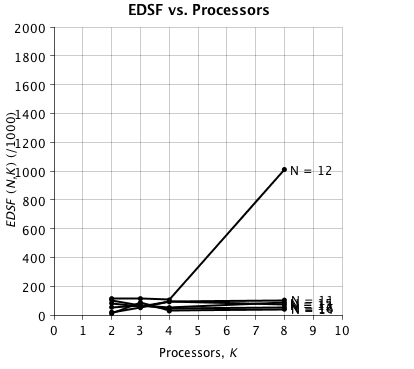 EDSF vs. Processors
2000
1800
1600
1400
1200
1000
800
600
400
200
0
EDSF (N,K) (/1000)
N = 12
N = 11
0 1 2 3 4 5 6 7 8 9 10
Processors, K